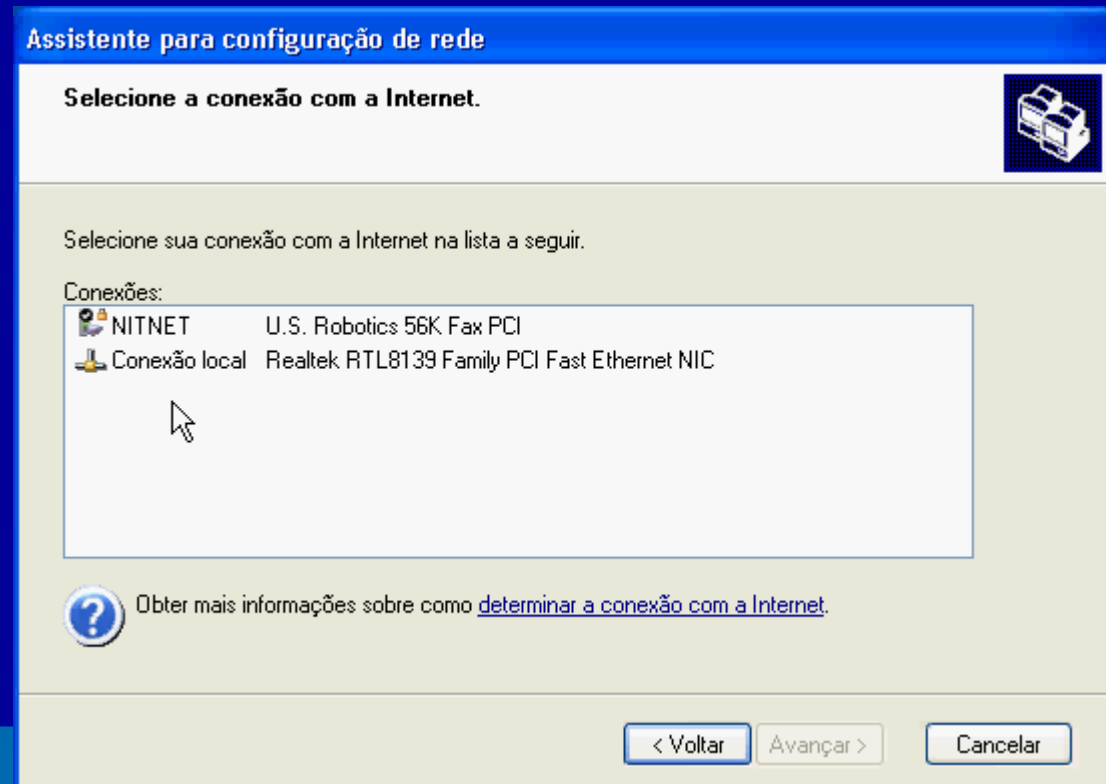 Assistente para configuração de rede
Selecione a conexão com a Internet.
Selecione sua conexão com a Internet na lista a seguir.
Conexões:
NITNET U.S. Robotics 56K Fax PCI
Conexão local Realtek RTL8139 Family PCI Fast Ethernet NIC
Obter mais informações sobre como determinar a conexão com a Internet.
< Voltar Avançar > Cancelar